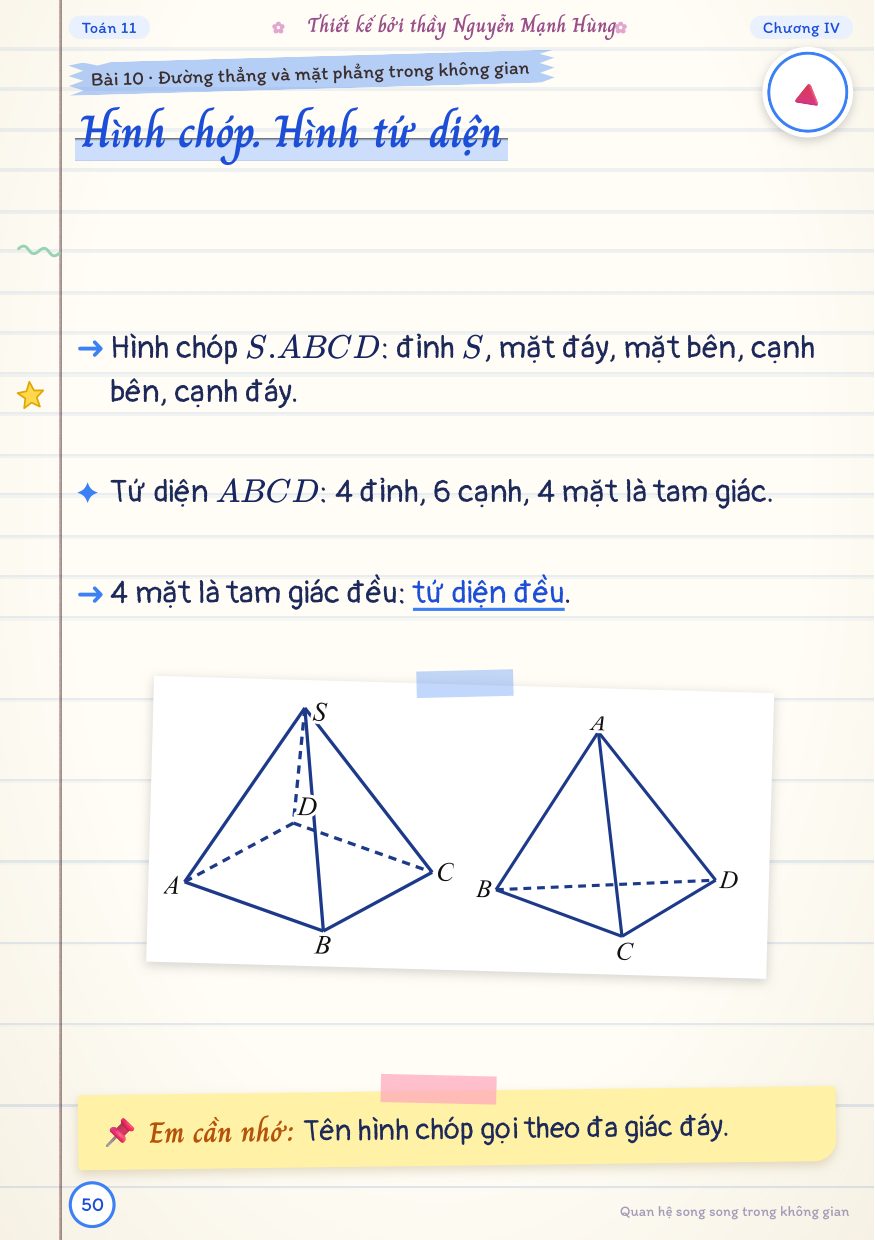 Toán 11
Thiết kế bởi thầy Nguyễn Mạnh Hùng
Chương IV
Bài 10 · Đường thẳng và mặt phẳng trong không gian
Hình chóp. Hình tứ diện
→ Hình chóp S.ABCD: đỉnh S, mặt đáy, mặt bên, cạnh
bên, cạnh đáy.
Tứ diện ABCD: 4 đỉnh, 6 cạnh, 4 mặt là tam giác.
→ 4 mặt là tam giác đều: tứ diện đều.
S
D
A
C
B
A
B
D
C
Em cần nhớ: Tên hình chóp gọi theo đa giác đáy.
50
Quan hệ song song trong không gian